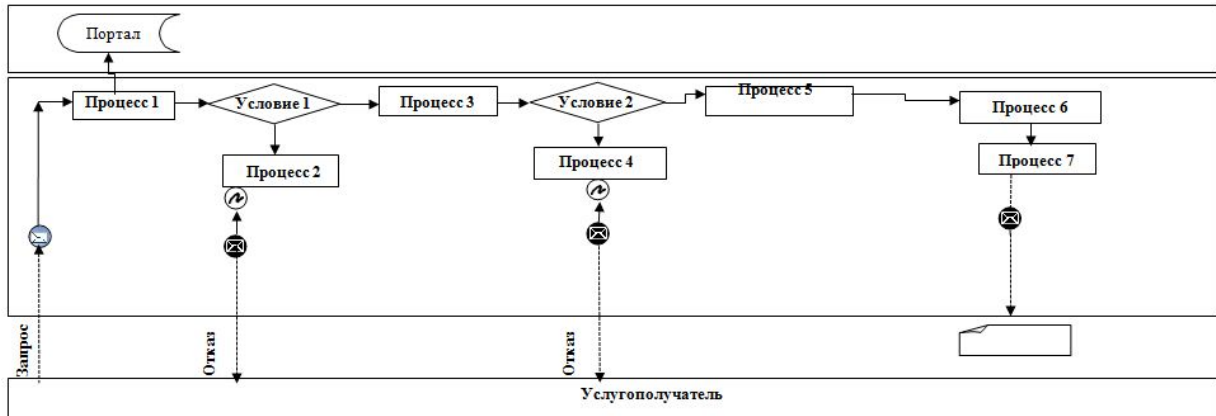 Портал
Процесс 1
Условие 1
Процесс 3
Условие 2
Процесс 5
Процесс 6
Процесс 2
Процесс 4
Процесс 7
Запрос
Отказ
Отказ
Услугополучатель